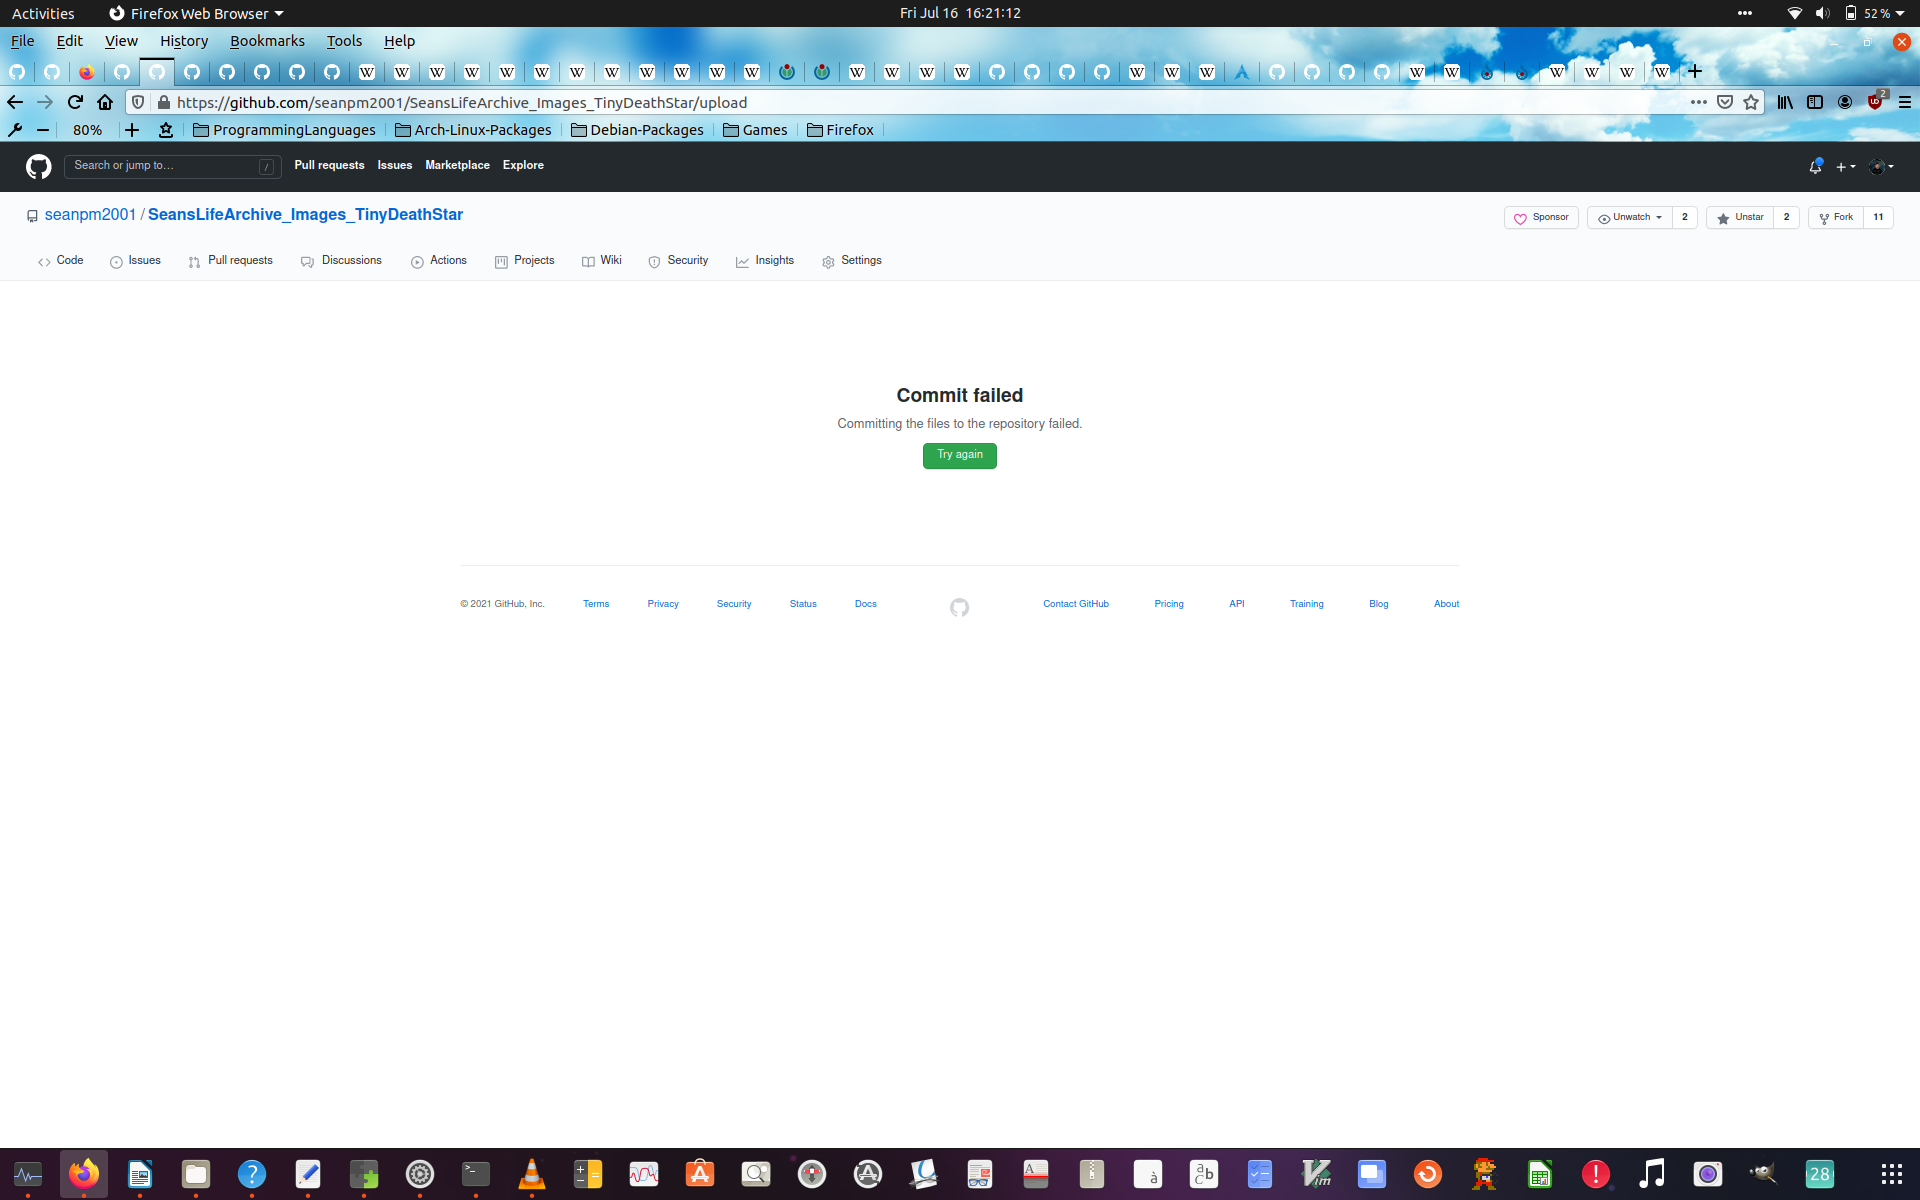 Activities Firefox Web Browser Fri Jul 16 16:21:12 52 %
File Edit View History Bookmarks Tools Help
https://github.com/seanpm2001/SeansLifeArchive_Images_TinyDeathStar/upload 2
80% ProgrammingLanguages Arch-Linux-Packages Debian-Packages Games Firefox
Search or jump to… / Pull requests Issues Marketplace Explore
seanpm2001 / SeansLifeArchive_Images_TinyDeathStar Sponsor Unwatch 2 Unstar 2 Fork 11
Code Issues Pull requests Discussions Actions Projects Wiki Security Insights Settings
Commit failed
Committing the files to the repository failed.
Try again
© 2021 GitHub, Inc. Terms Privacy Security Status Docs Contact GitHub Pricing API Training Blog About
28